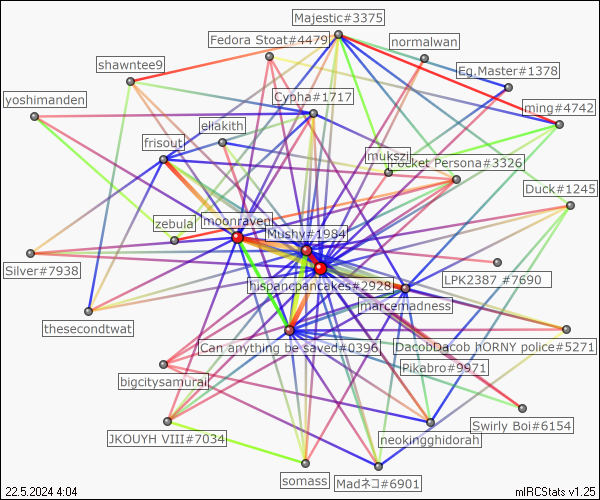 Majestic#3375
Fedora Stoat#4479
normalwan
shawntee9
Eg.Master#1378
yoshimanden
Cypha#1717
ming#4742
eliakith
frisout
mukszi
Pocket Persona#3326
Duck#1245
moonraven
zebula
Mushy#1984
Silver#7938
LPK2387 #7690
hispancpancakes#2928
marcemadness
thesecondtwat
Can anything be saved#0396
DacobDacob hORNY police#5271
Pikabro#9971
bigcitysamurai
Swirly Boi#6154
JKOUYH VIII#7034
neokingghidorah
somass
Madネコ#6901
22.5.2024 4:04
mIRCStats v1.25